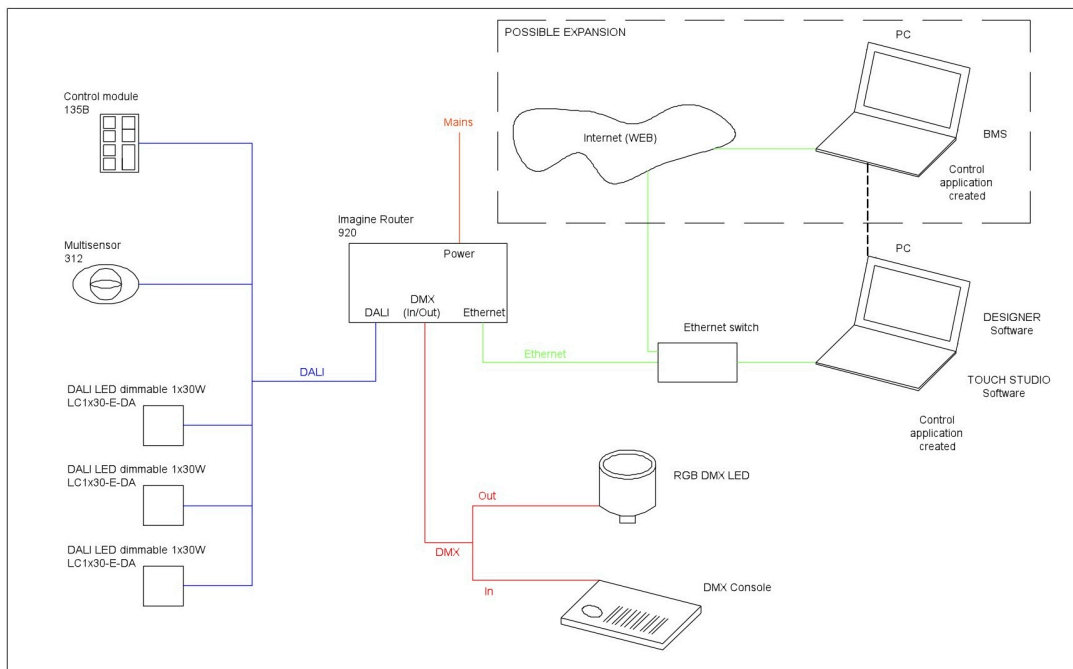 POSSIBLE EXPANSION
PC
Control module
135B
Mains
Internet (WEB)
BMS
Control
application
created
Imagine Router
920
Multisensor
312
Power
PC
DALI
DMX
(In/Out)
Ethernet
Ethernet switch
DESIGNER
Software
Ethernet
DALI
TOUCH STUDIO
Software
DALI LED dimmable 1x30W
LC1x30-E-DA
Control
application
created
DALI LED dimmable 1x30W
LC1x30-E-DA
RGB DMX LED
Out
DALI LED dimmable 1x30W
LC1x30-E-DA
DMX
In
DMX Console